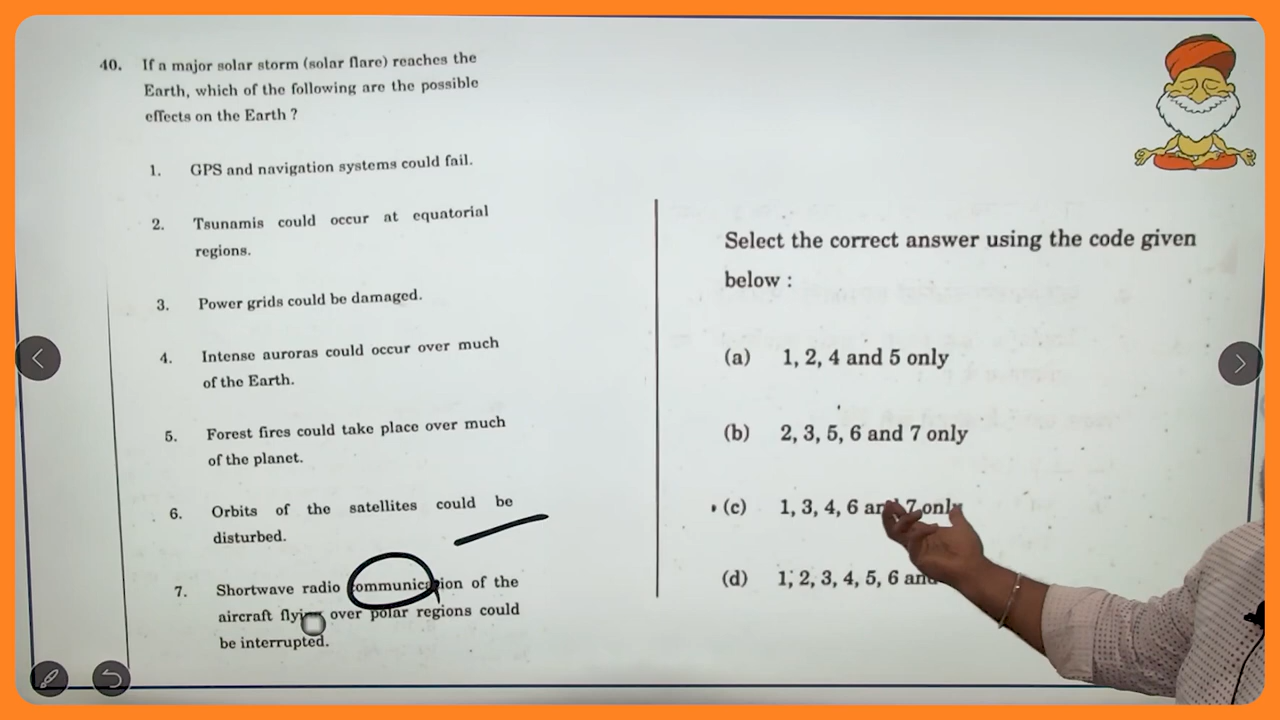 40. If a major solar storm (solar flare) reaches the
Earth, which of the following are the possible
effects on the Earth ?
1. GPS and navigation systems could fail.
2. Tsunamis could occur at equatorial
regions.
3. Power grids could be damaged.
4. Intense auroras could occur over much
of the Earth.
5. Forest fires could take place over much
of the planet.
6. Orbits of the satellites could be
disturbed.
7. Shortwave radio communication of the
aircraft flying over polar regions could
be interrupted.
Select the correct answer using the code given
below :
(a) 1, 2, 4 and 5 only
(b) 2, 3, 5, 6 and 7 only
(c) 1, 3, 4, 6 and 7 only
(d) 1, 2, 3, 4, 5, 6 and